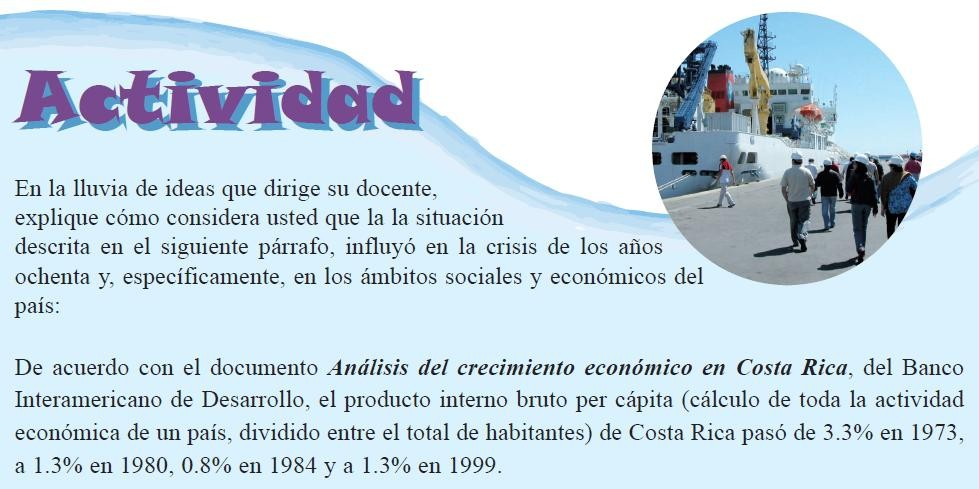 Actividad
En la lluvia de ideas que dirige su docente,
explique cómo considera usted que la la situación
descrita en el siguiente párrafo, influyó en la crisis de los años
ochenta y, específicamente, en los ámbitos sociales y económicos del
país:
De acuerdo con el documento Análisis del crecimiento económico en Costa Rica, del Banco
Interamericano de Desarrollo, el producto interno bruto per cápita (cálculo de toda la actividad
económica de un país, dividido entre el total de habitantes) de Costa Rica pasó de 3.3% en 1973,
a 1.3% en 1980, 0.8% en 1984 y a 1.3% en 1999.